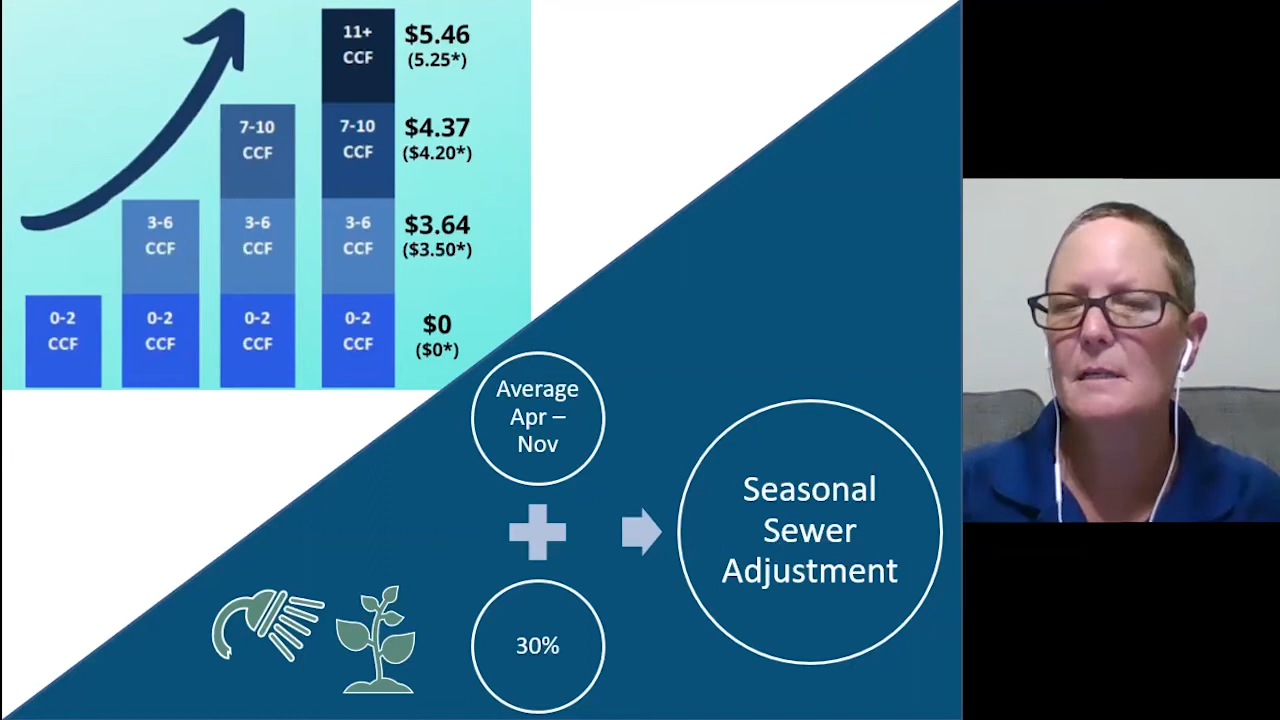 11+
CCF
$5.46
(5.25*)
7-10
CCF
7-10
CCF
$4.37
($4.20*)
3-6
CCF
3-6
CCF
3-6
CCF
$3.64
($3.50*)
0-2
CCF
0-2
CCF
0-2
CCF
0-2
CCF
$0
($0*)
Average
Apr –
Nov
Seasonal
Sewer
Adjustment
30%